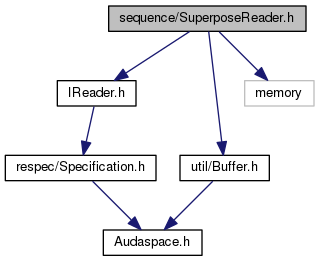 sequence/SuperposeReader.h
IReader.h
memory
respec/Specification.h
util/Buffer.h
Audaspace.h